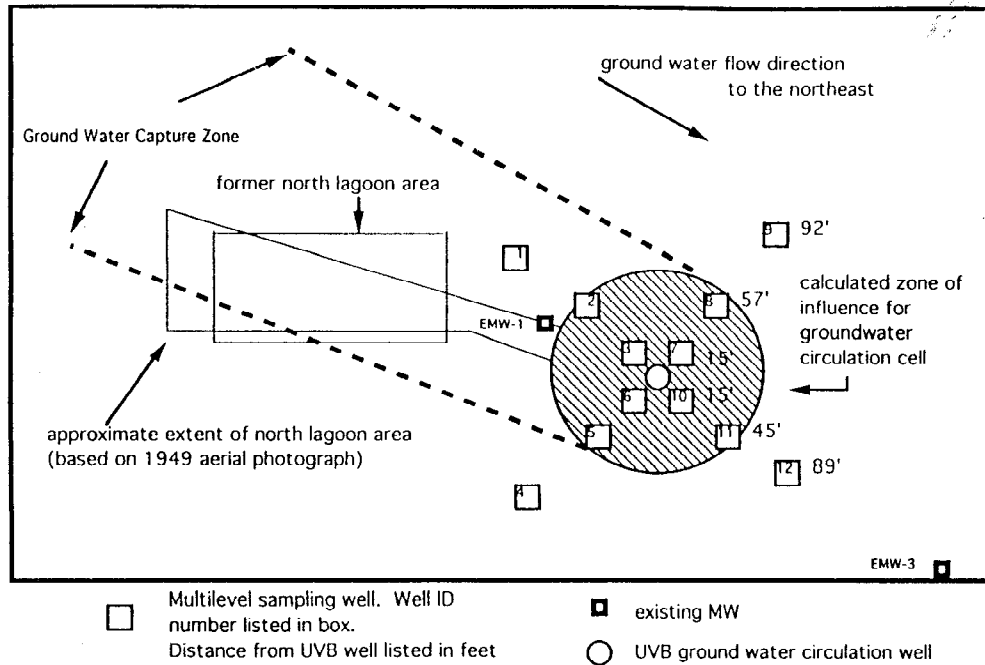 ground water flow direction
to the northeast
Ground Water Capture Zone
former north lagoon area
1
9
92'
2
8
57'
calculated zone of
influence for
groundwater
circulation cell
EMW-1
3
7
15'
6
10
15'
approximate extent of north lagoon area
(based on 1949 aerial photograph)
5
11
45'
12
89'
4
EMW-3
Multilevel sampling well. Well ID
number listed in box.
Distance from UVB well listed in feet
existing MW
UVB ground water circulation well